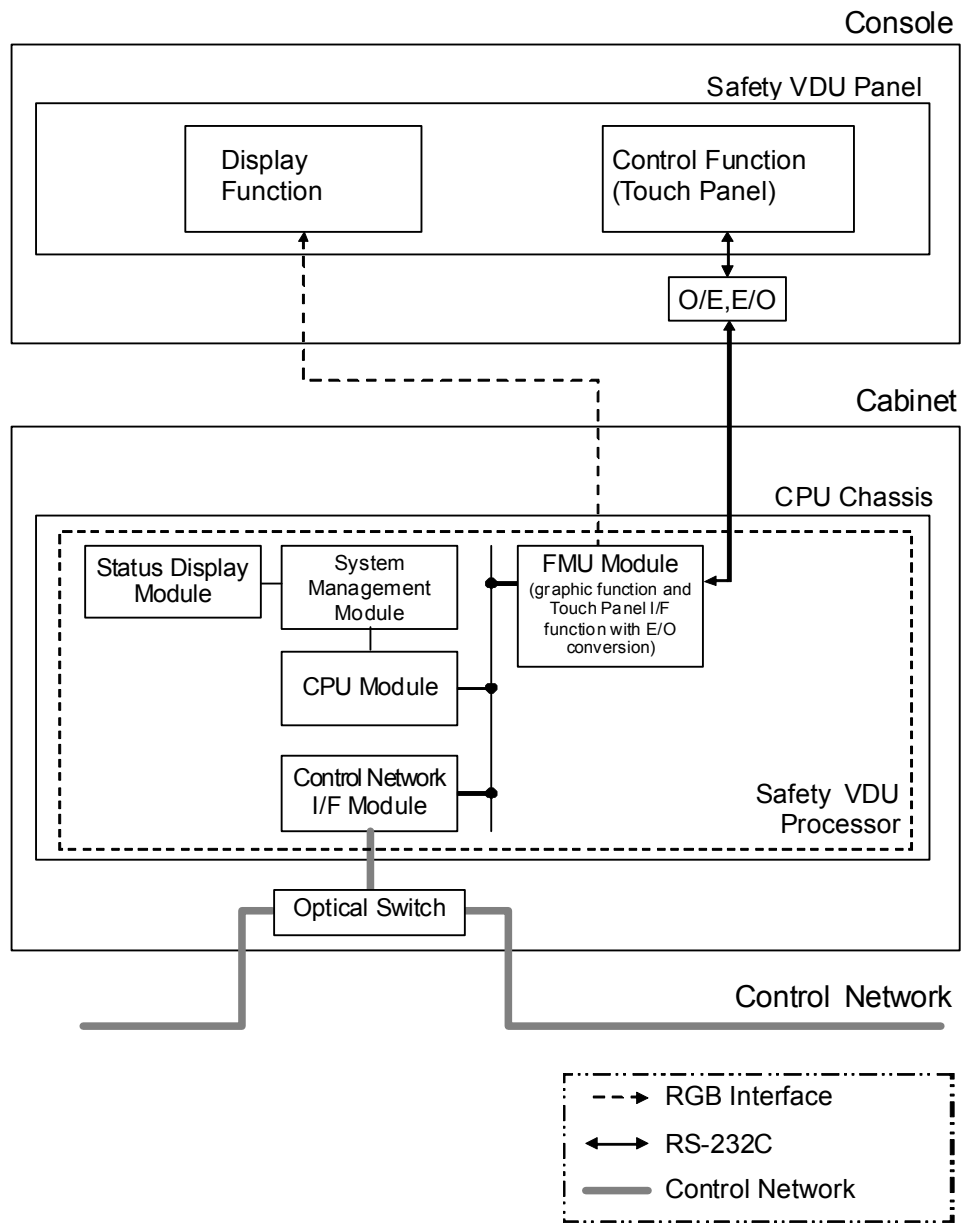 Console
Safety VDU Panel
Display
Function
Control Function
(Touch Panel)
O/E,E/O
Cabinet
CPU Chassis
Status Display
Module
System
Management
Module
FMU Module
(graphic function and
Touch Panel I/F
function with E/O
conversion)
CPU Module
Control Network
I/F Module
Safety VDU
Processor
Optical Switch
Control Network
RGB Interface
RS-232C
Control Network